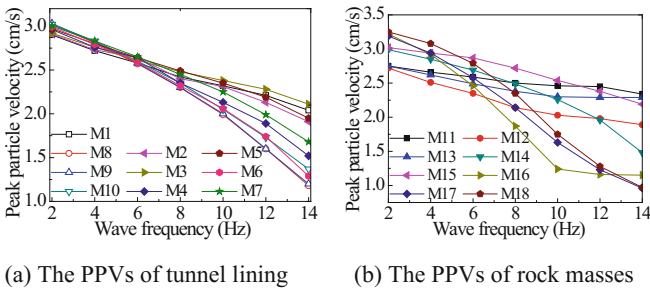 Peak particle velocity (cm/s)
3.0
2.5
2.0
1.5
1.0
2 4 6 8 10 12 14
Wave frequency (Hz)
M1
M8
M9
M10
M2
M3
M4
M5
M6
M7
(a) The PPVs of tunnel lining
Peak particle velocity (cm/s)
3.5
3.0
2.5
2.0
1.5
1.0
2 4 6 8 10 12 14
Wave frequency (Hz)
M11 M12
M13 M14
M15 M16
M17 M18
(b) The PPVs of rock masses